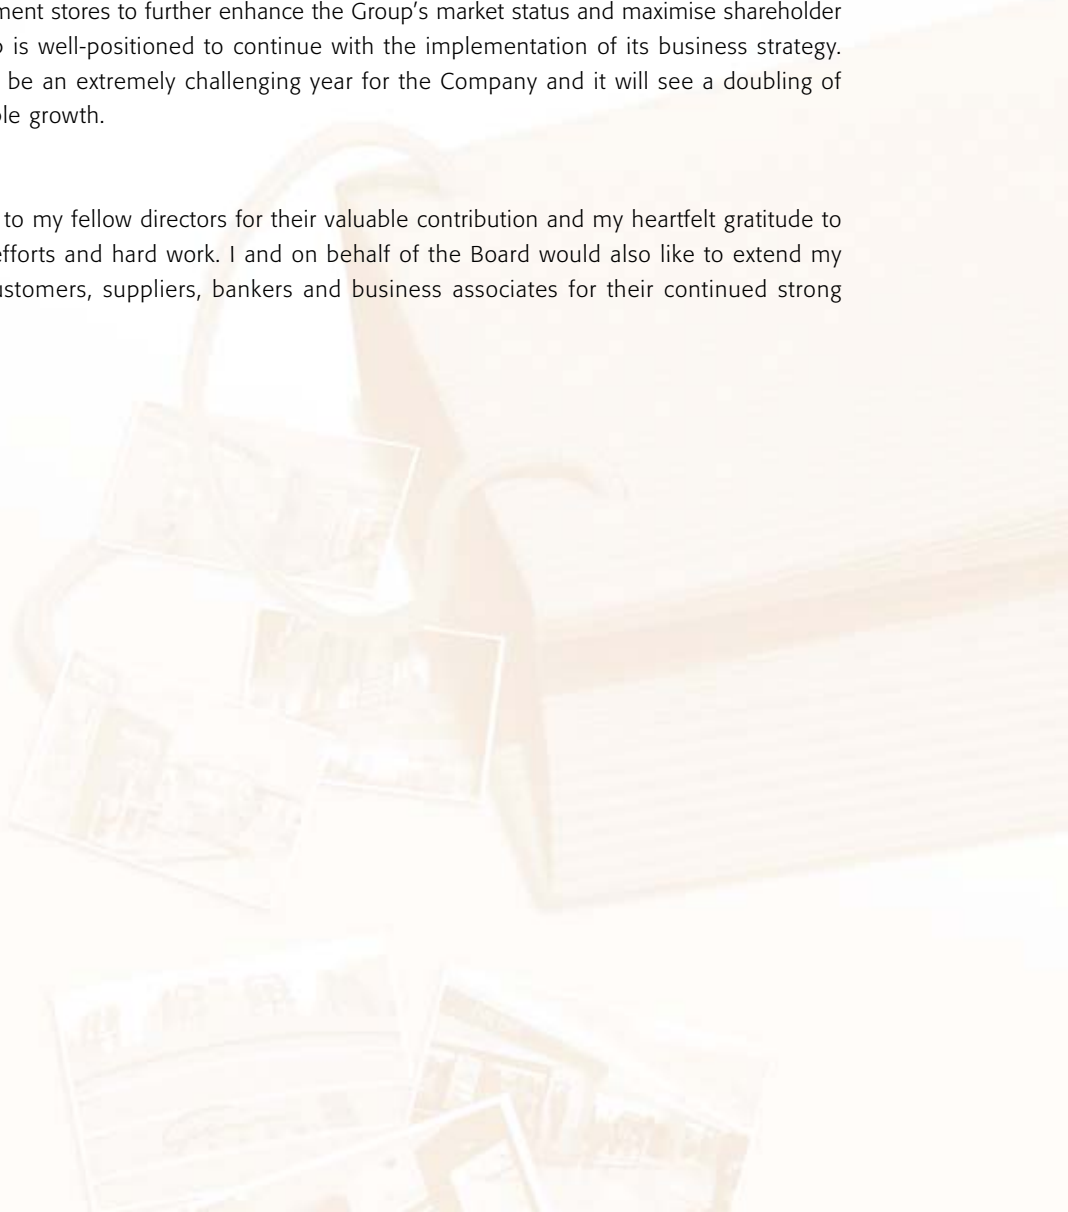 stores to further enhance the Group's market status and maximise shareholder
is well-positioned to continue with the implementation of its business strategy.
be an extremely challenging year for the Company and it will see a doubling of
growth.
to my fellow directors for their valuable contribution and my heartfelt gratitude to
efforts and hard work. I and on behalf of the Board would also like to extend my
customers, suppliers, bankers and business associates for their continued strong